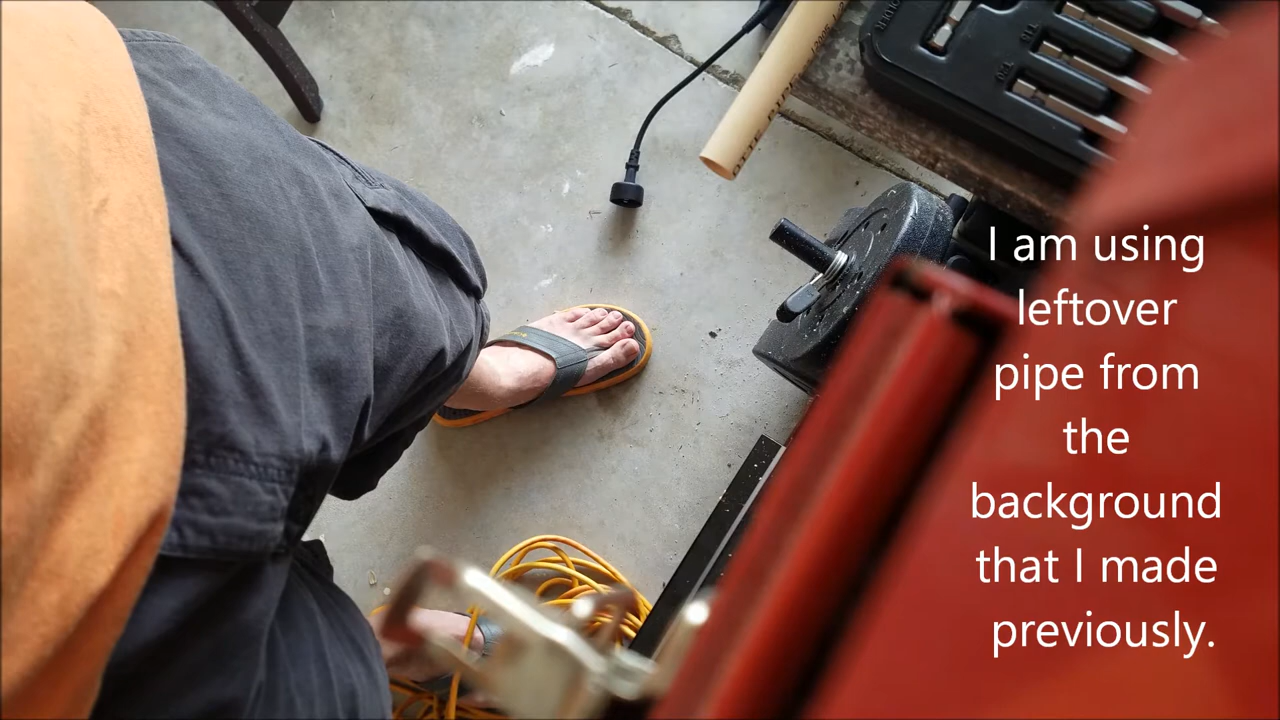 I am using
leftover
pipe from
the
background
that I made
previously.